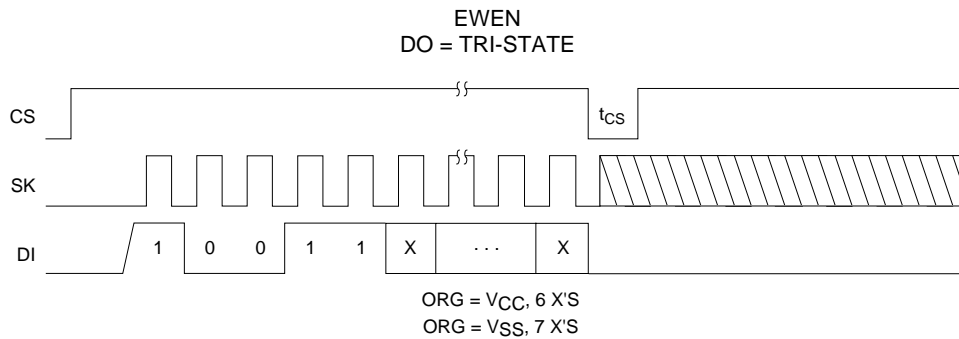 EWEN
DO = TRI-STATE
CS
tCS
SK
DI
1 0 0 1 1 X . . . X
ORG = VCC, 6 X'S
ORG = VSS, 7 X'S